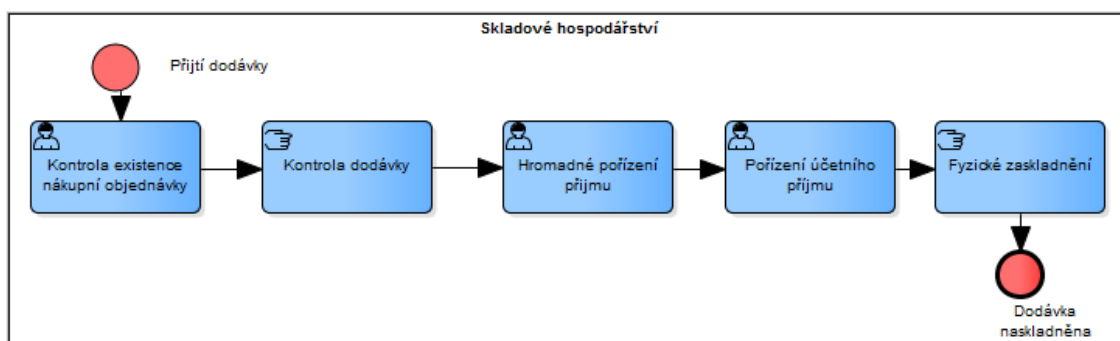 Skladové hospodářství
Přijtí dodávky
Kontrola existence
nákupní objednávky
Kontrola dodávky
Hromadné pořízení
přijmu
Pořízení účetního
příjmu
Fyzické zaskladnění
Dodávka
naskladněna